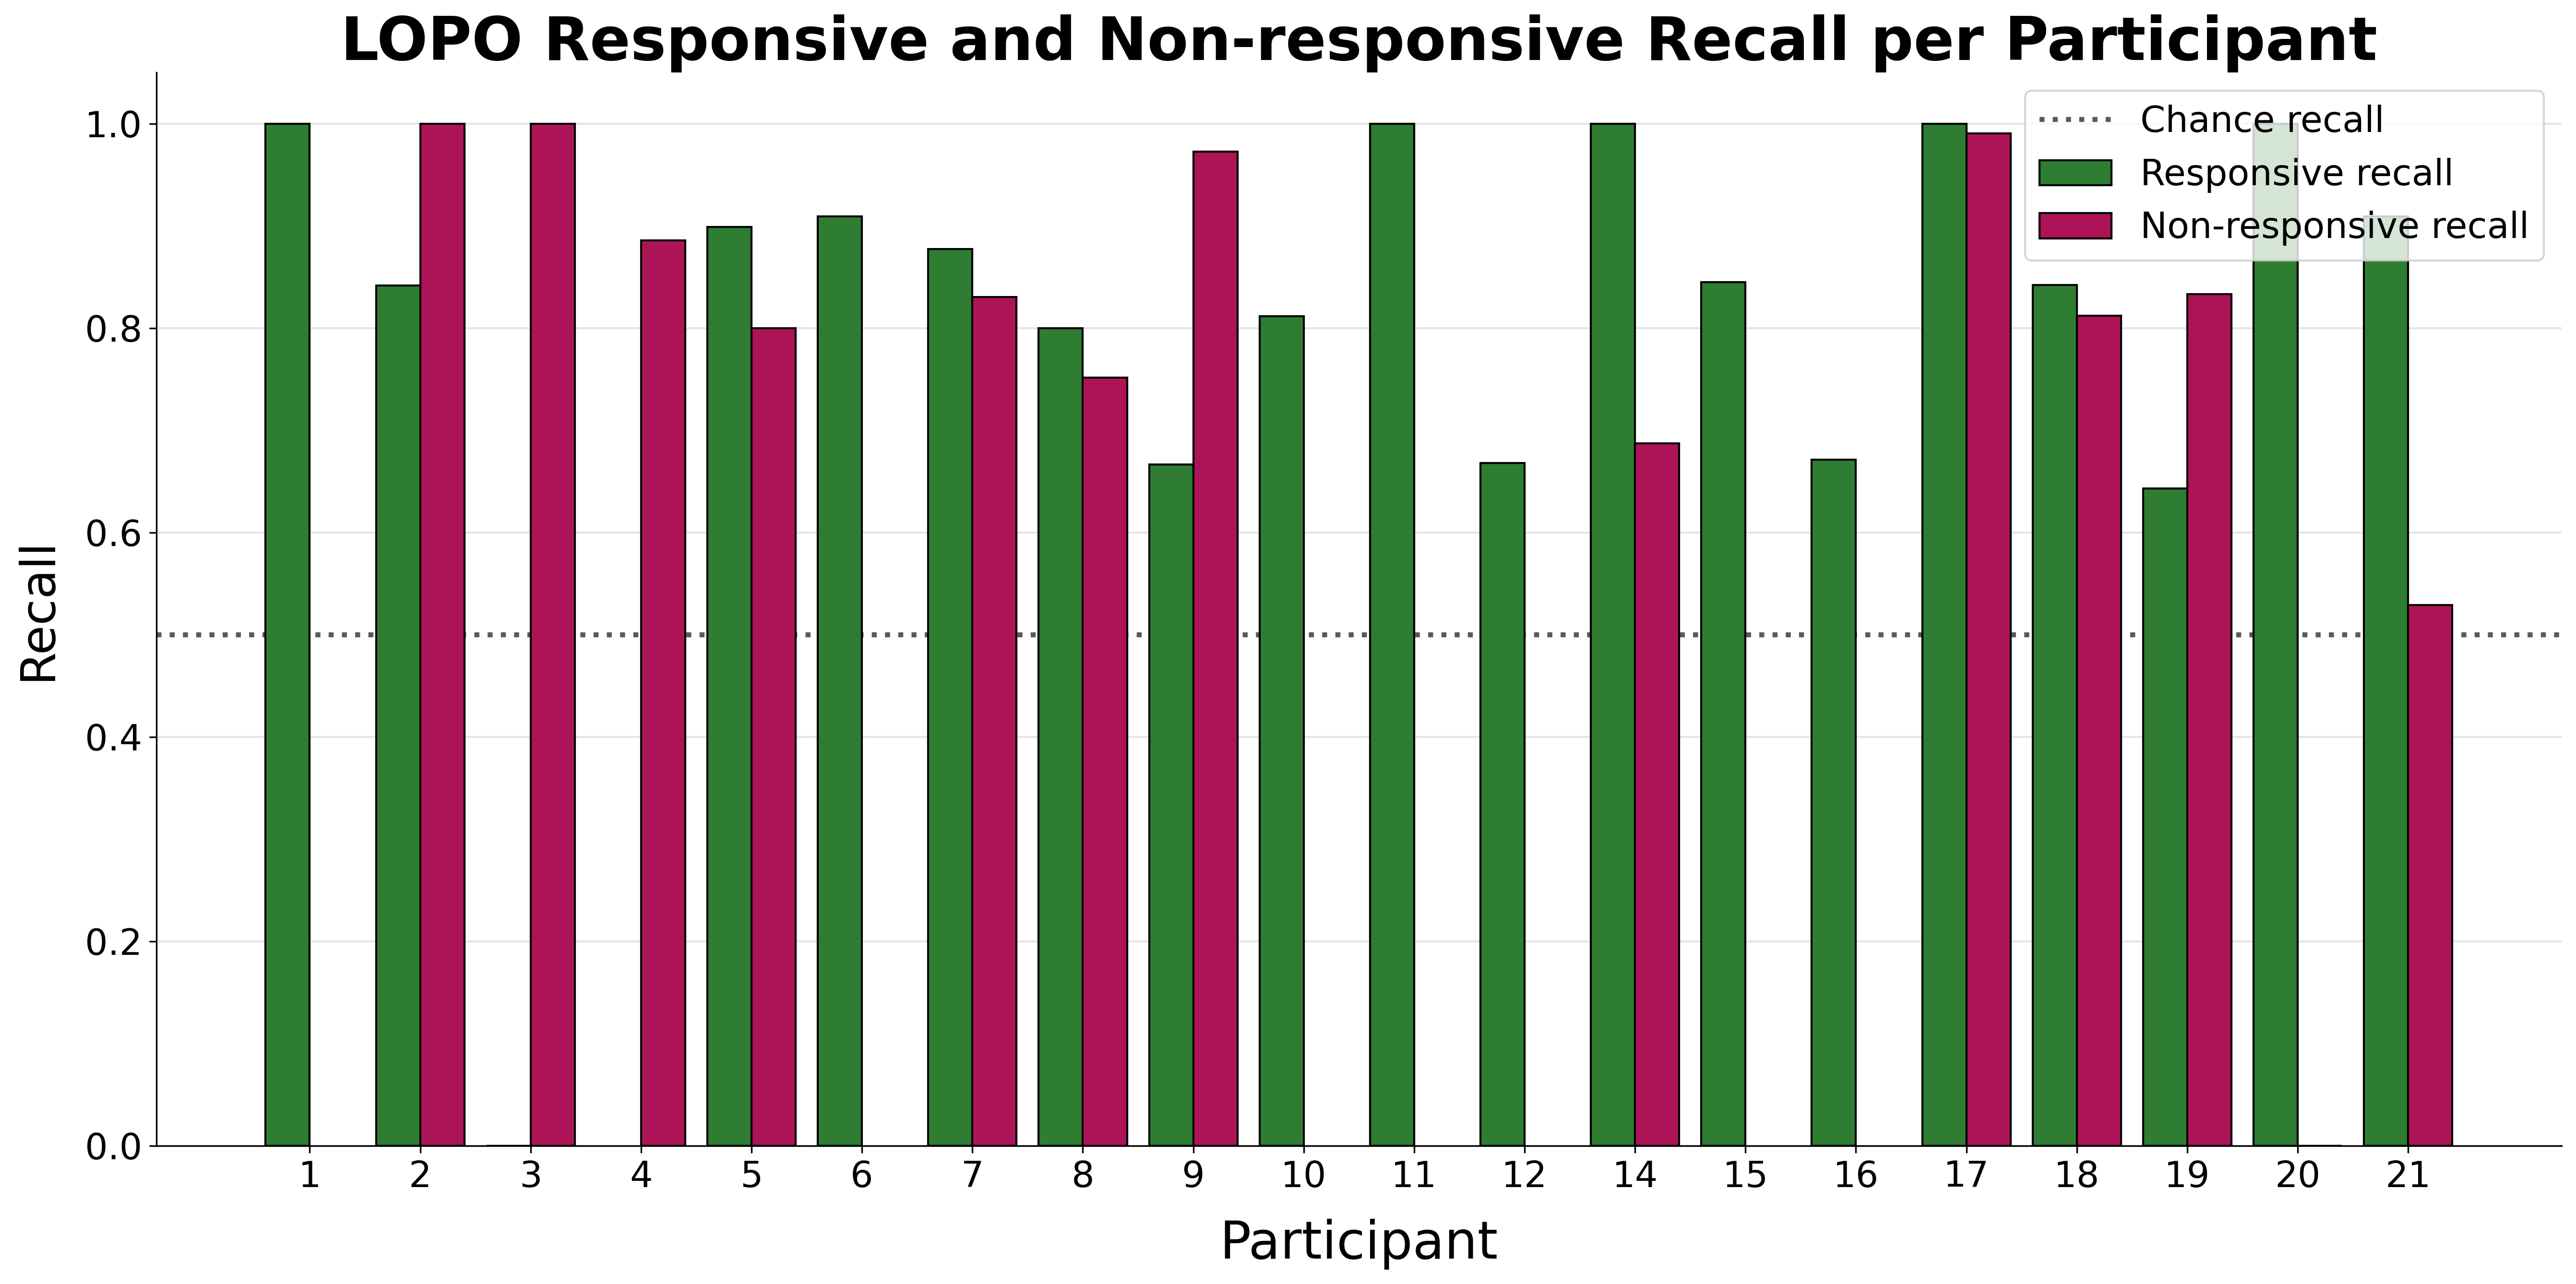 LOPO Responsive and Non-responsive Recall per Participant
Chance recall
Responsive recall
Non-responsive recall
1.0
0.8
0.6
0.4
0.2
0.0
Recall
1 2 3 4 5 6 7 8 9 10 11 12 14 15 16 17 18 19 20 21
Participant